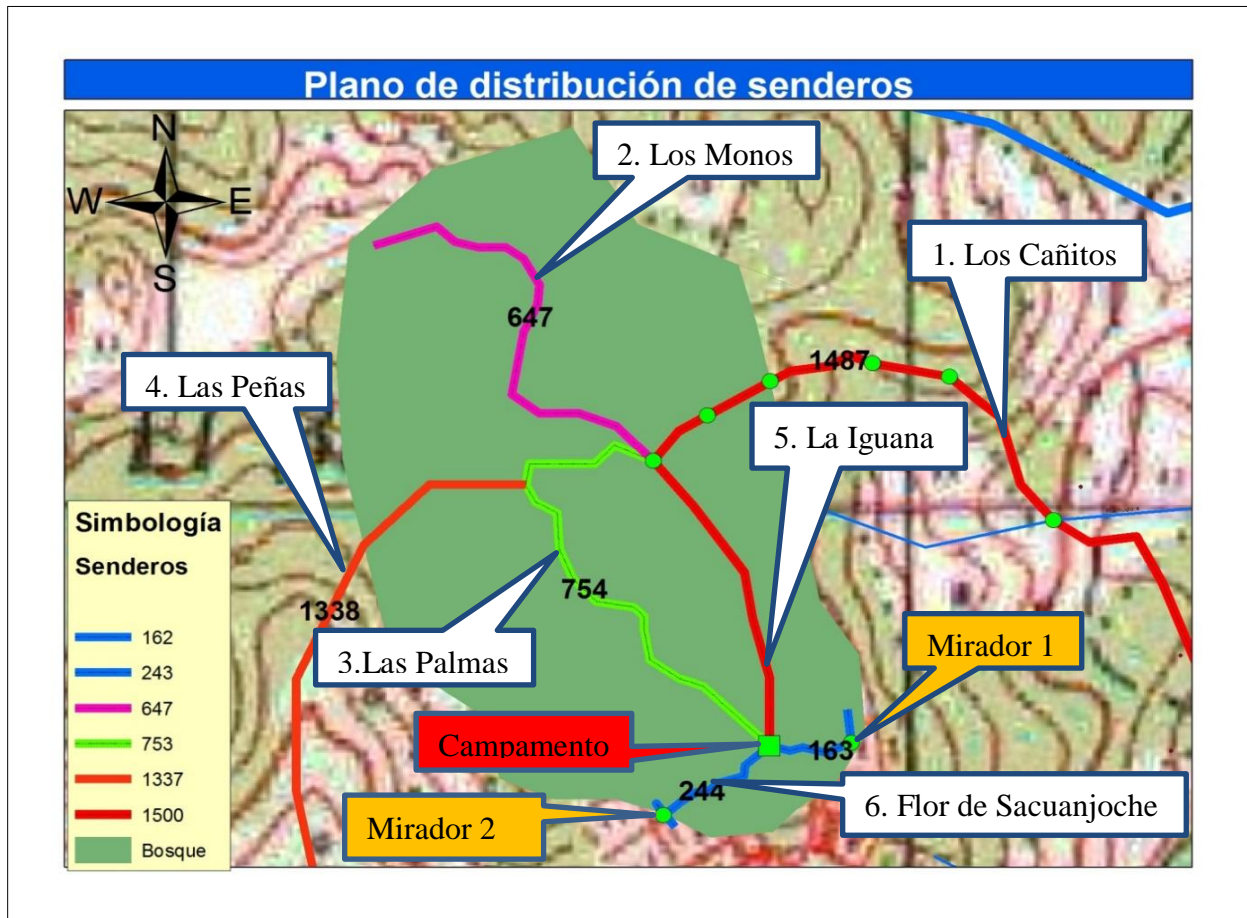 Plano de distribución de senderos
N
W E
S
2. Los Monos
1. Los Cañitos
647
1487
4. Las Peñas
5. La Iguana
Simbología
Senderos
162
243
647
753
1337
1500
Bosque
754
1338
3.Las Palmas
Mirador 1
Campamento
163
244
6. Flor de Sacuanjoche
Mirador 2